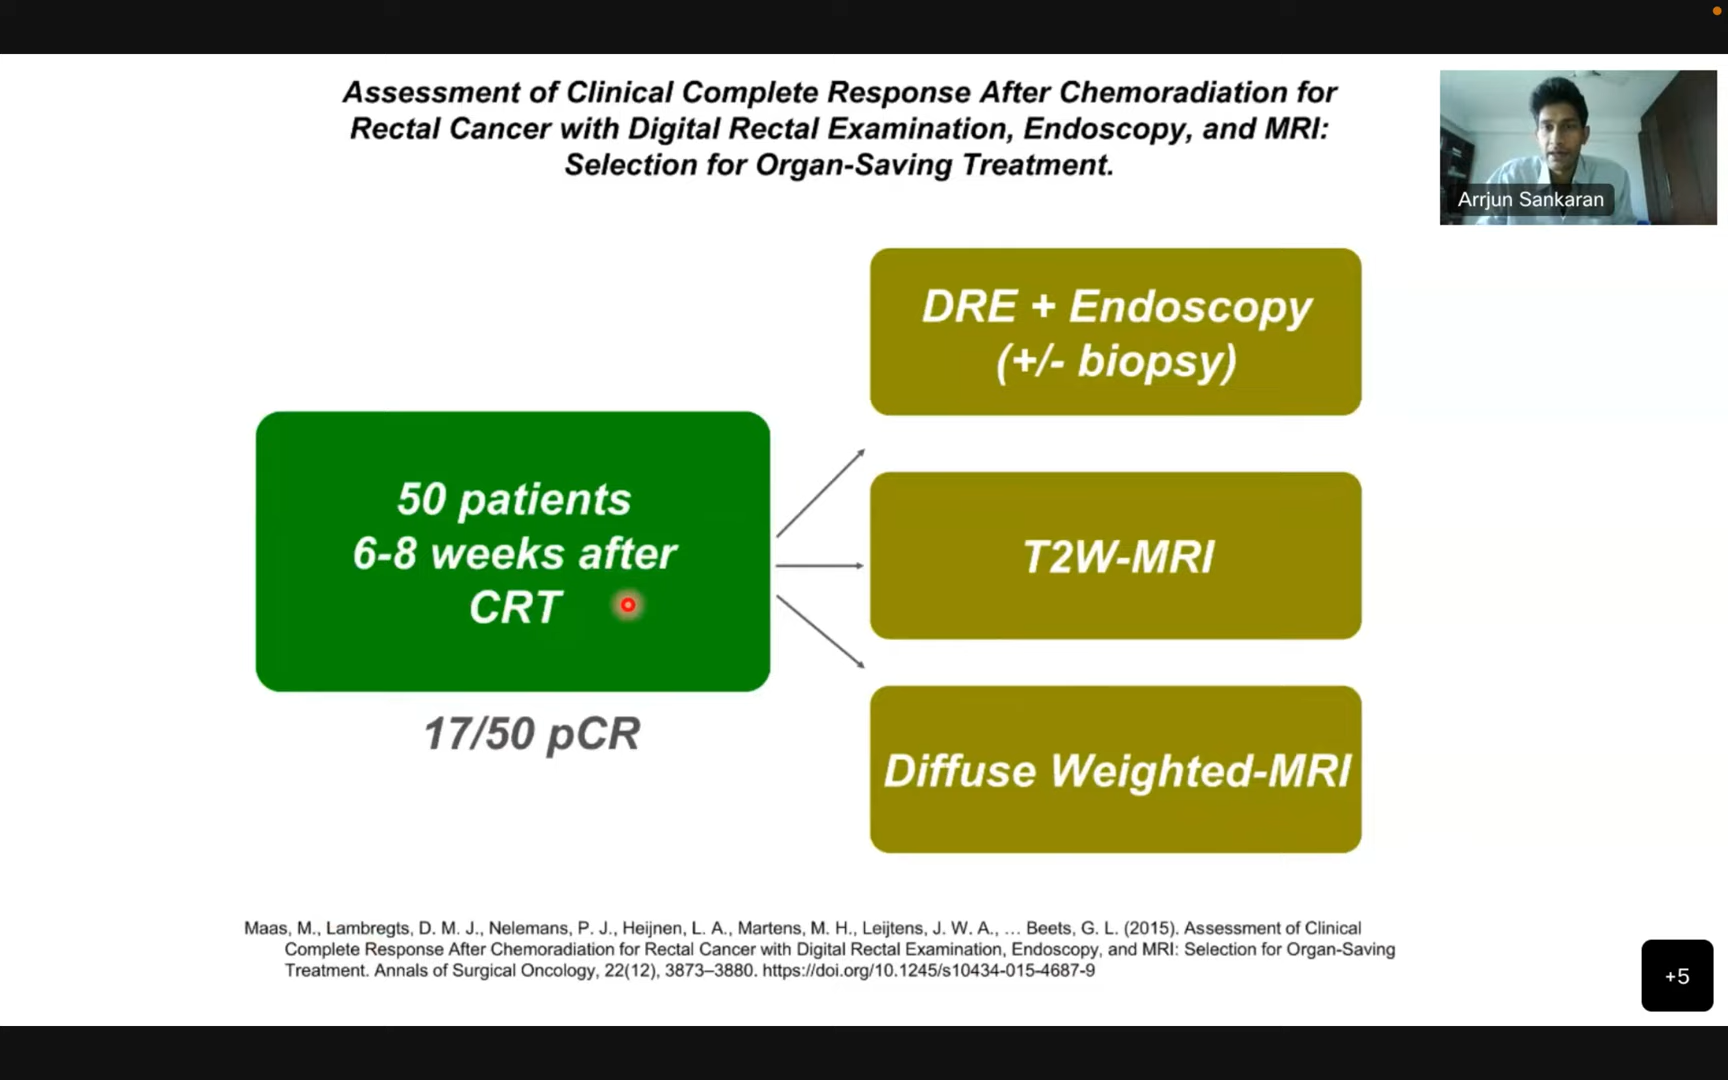 Assessment of Clinical Complete Response After Chemoradiation for
Rectal Cancer with Digital Rectal Examination, Endoscopy, and MRI:
Selection for Organ-Saving Treatment.
Arrjun Sankaran
DRE + Endoscopy
(+/- biopsy)
50 patients
6-8 weeks after
CRT
T2W-MRI
17/50 pCR
Diffuse Weighted-MRI
Maas, M., Lambregts, D. M. J., Nelemans, P. J., Heijnen, L. A., Martens, M. H., Leijtens, J. W. A., … Beets, G. L. (2015). Assessment of Clinical
Complete Response After Chemoradiation for Rectal Cancer with Digital Rectal Examination, Endoscopy, and MRI: Selection for Organ-Saving
Treatment. Annals of Surgical Oncology, 22(12), 3873–3880. https://doi.org/10.1245/s10434-015-4687-9
+5